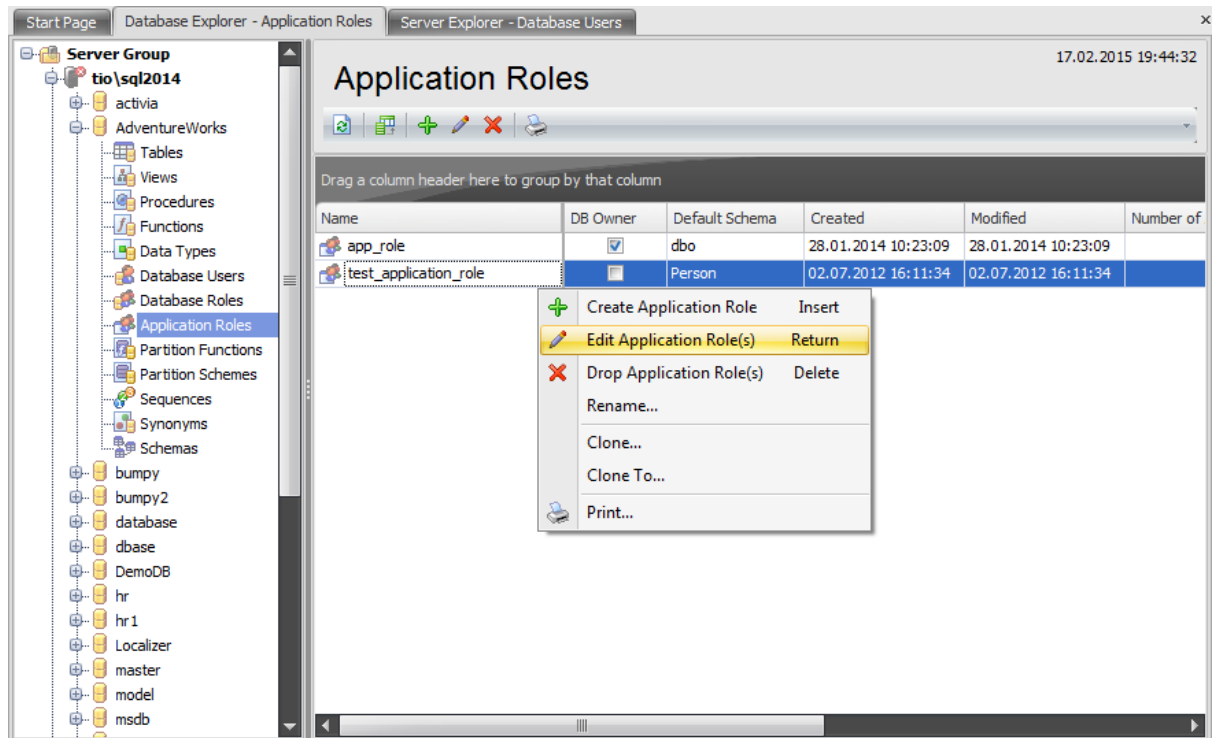 Start Page
Database Explorer - Application Roles
Server Explorer - Database Users
Server Group
tio\sql2014
activia
AdventureWorks
Tables
Views
Procedures
Functions
Data Types
Database Users
Database Roles
Application Roles
Partition Functions
Partition Schemes
Sequences
Synonyms
Schemas
bumpy
bumpy2
database
dbase
DemoDB
hr
hr1
Localizer
master
model
msdb
17.02.2015 19:44:32
Application Roles
Drag a column header here to group by that column
Name DB Owner Default Schema Created Modified Number of
app_role dbo 28.01.2014 10:23:09 28.01.2014 10:23:09
test_application_role Person 02.07.2012 16:11:34 02.07.2012 16:11:34
Create Application Role Insert
Edit Application Role(s) Return
Drop Application Role(s) Delete
Rename...
Clone...
Clone To...
Print...